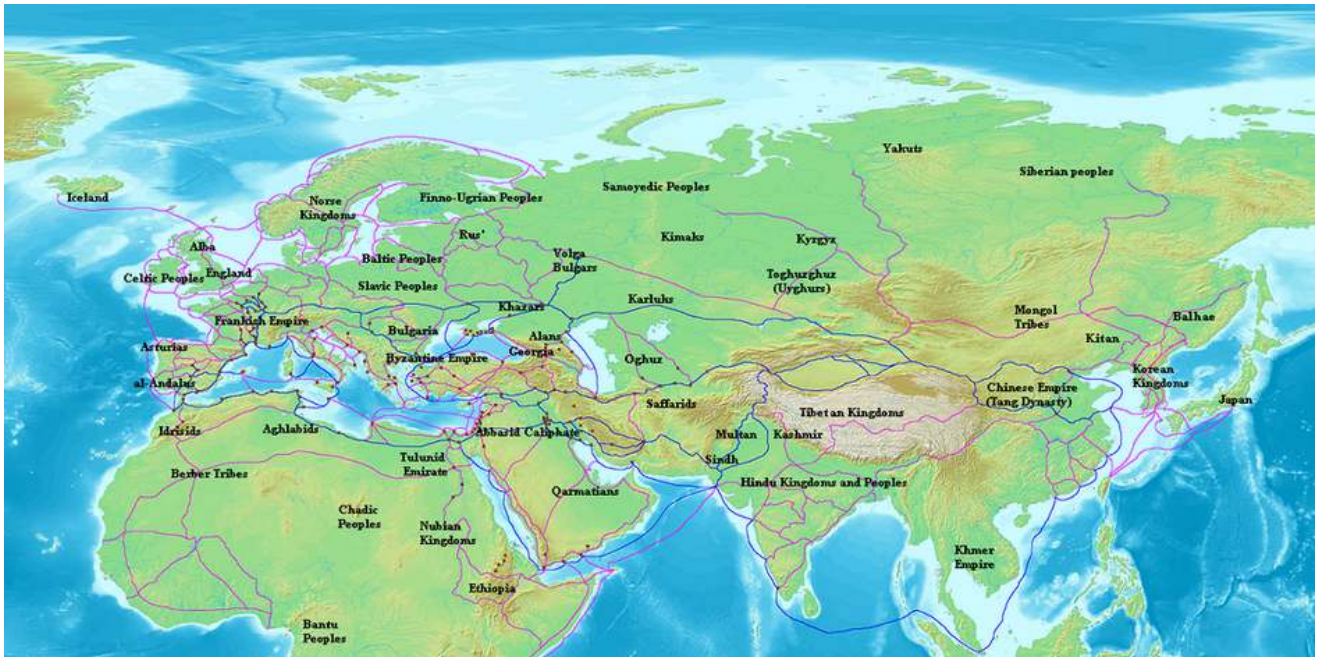 Yakuts
Siberian peoples
Samoyedic Peoples
Iceland
Norse
Kingdoms
Finno-Ugrian Peoples
Rus'
Kimaks
Kyrgyz
Alba
Volga
Bulgars
Baltic Peoples
Celtic Peoples
England
Toghuzghuz
(Uyghurs)
Slavic Peoples
Khazars
Karluks
Mongol
Tribes
Balhae
Frankish Empire
Bulgaria
Alans
Kitan
Asturias
Byzantine Empire
Georgia
Oghuz
Korean
Kingdoms
al-Andalus
Chinese Empire
(Tang Dynasty)
Japan
Saffarids
Tibetan Kingdoms
Idrisids
Aghlabids
Abbasid Caliphate
Multan
Kashmir
Tulunid
Emirate
Sindh
Berber Tribes
Hindu Kingdoms and Peoples
Qarmatians
Chadic
Peoples
Nubian
Kingdoms
Khmer
Empire
Ethiopia
Bantu
Peoples